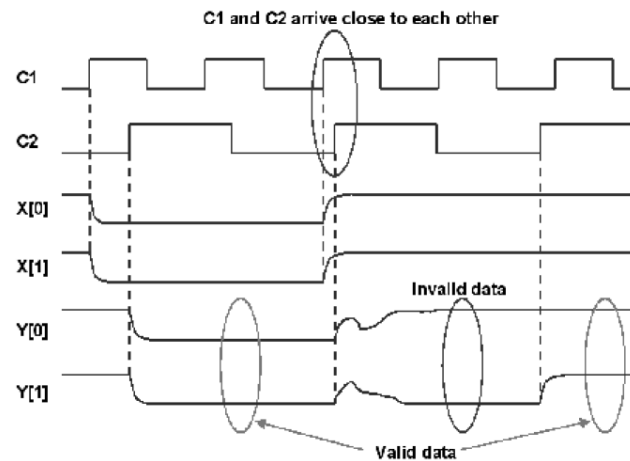 C1 and C2 arrive close to each other
C1
C2
X[0]
X[1]
Invalid data
Y[0]
Y[1]
Valid data